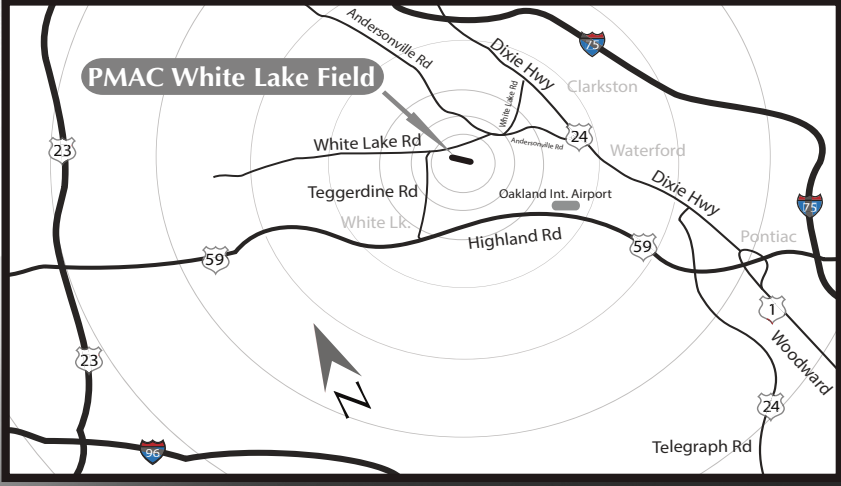 Andersonville Rd
Dixie Hwy
75
PMAC White Lake Field
Clarkston
White Lake Rd
23
White Lake Rd
Andersonville Rd
24
Waterford
Teggerdine Rd
Oakland Int. Airport
Dixie Hwy
75
White Lk.
Highland Rd
59
59
Pontiac
1
Woodward
N
23
24
Telegraph Rd
96